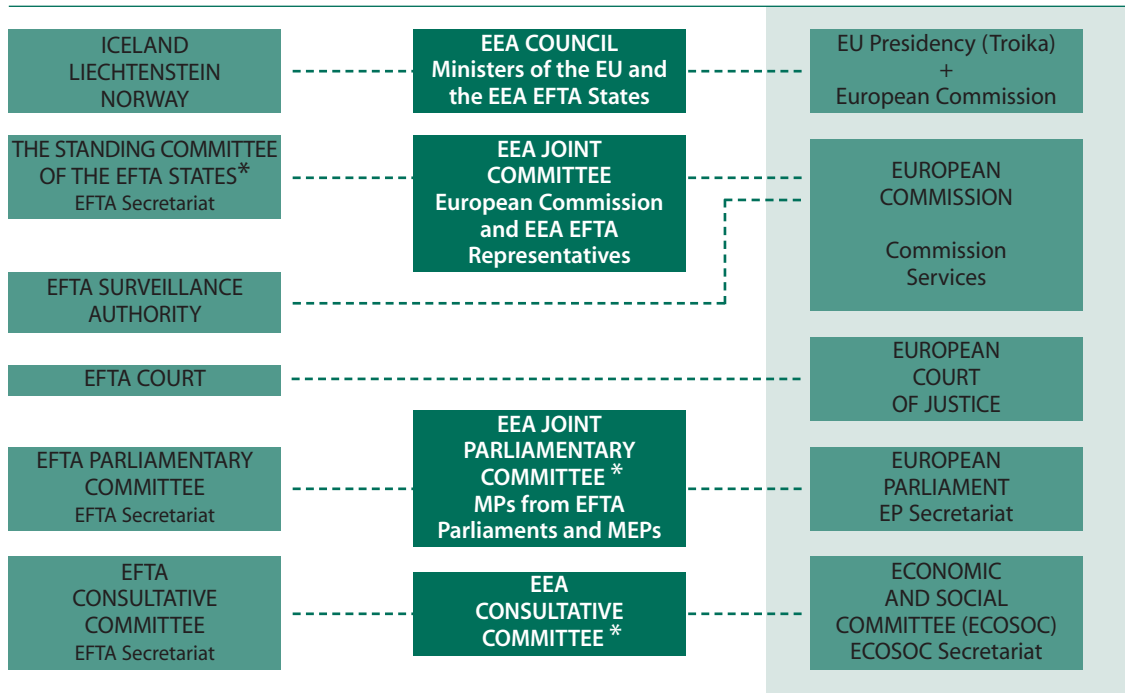 ICELAND
LIECHTENSTEIN
NORWAY
EEA COUNCIL
Ministers of the EU and
the EEA EFTA States
EU Presidency (Troika)
+
European Commission
THE STANDING COMMITTEE
OF THE EFTA STATES*
EFTA Secretariat
EEA JOINT
COMMITTEE
European Commission
and EEA EFTA
Representatives
EUROPEAN
COMMISSION
Commission
Services
EFTA SURVEILLANCE
AUTHORITY
EFTA COURT
EUROPEAN
COURT
OF JUSTICE
EFTA PARLIAMENTARY
COMMITTEE
EFTA Secretariat
EEA JOINT
PARLIAMENTARY
COMMITTEE *
MPs from EFTA
Parliaments and MEPs
EUROPEAN
PARLIAMENT
EP Secretariat
EFTA
CONSULTATIVE
COMMITTEE
EFTA Secretariat
EEA
CONSULTATIVE
COMMITTEE *
ECONOMIC
AND SOCIAL
COMMITTEE (ECOSOC)
ECOSOC Secretariat